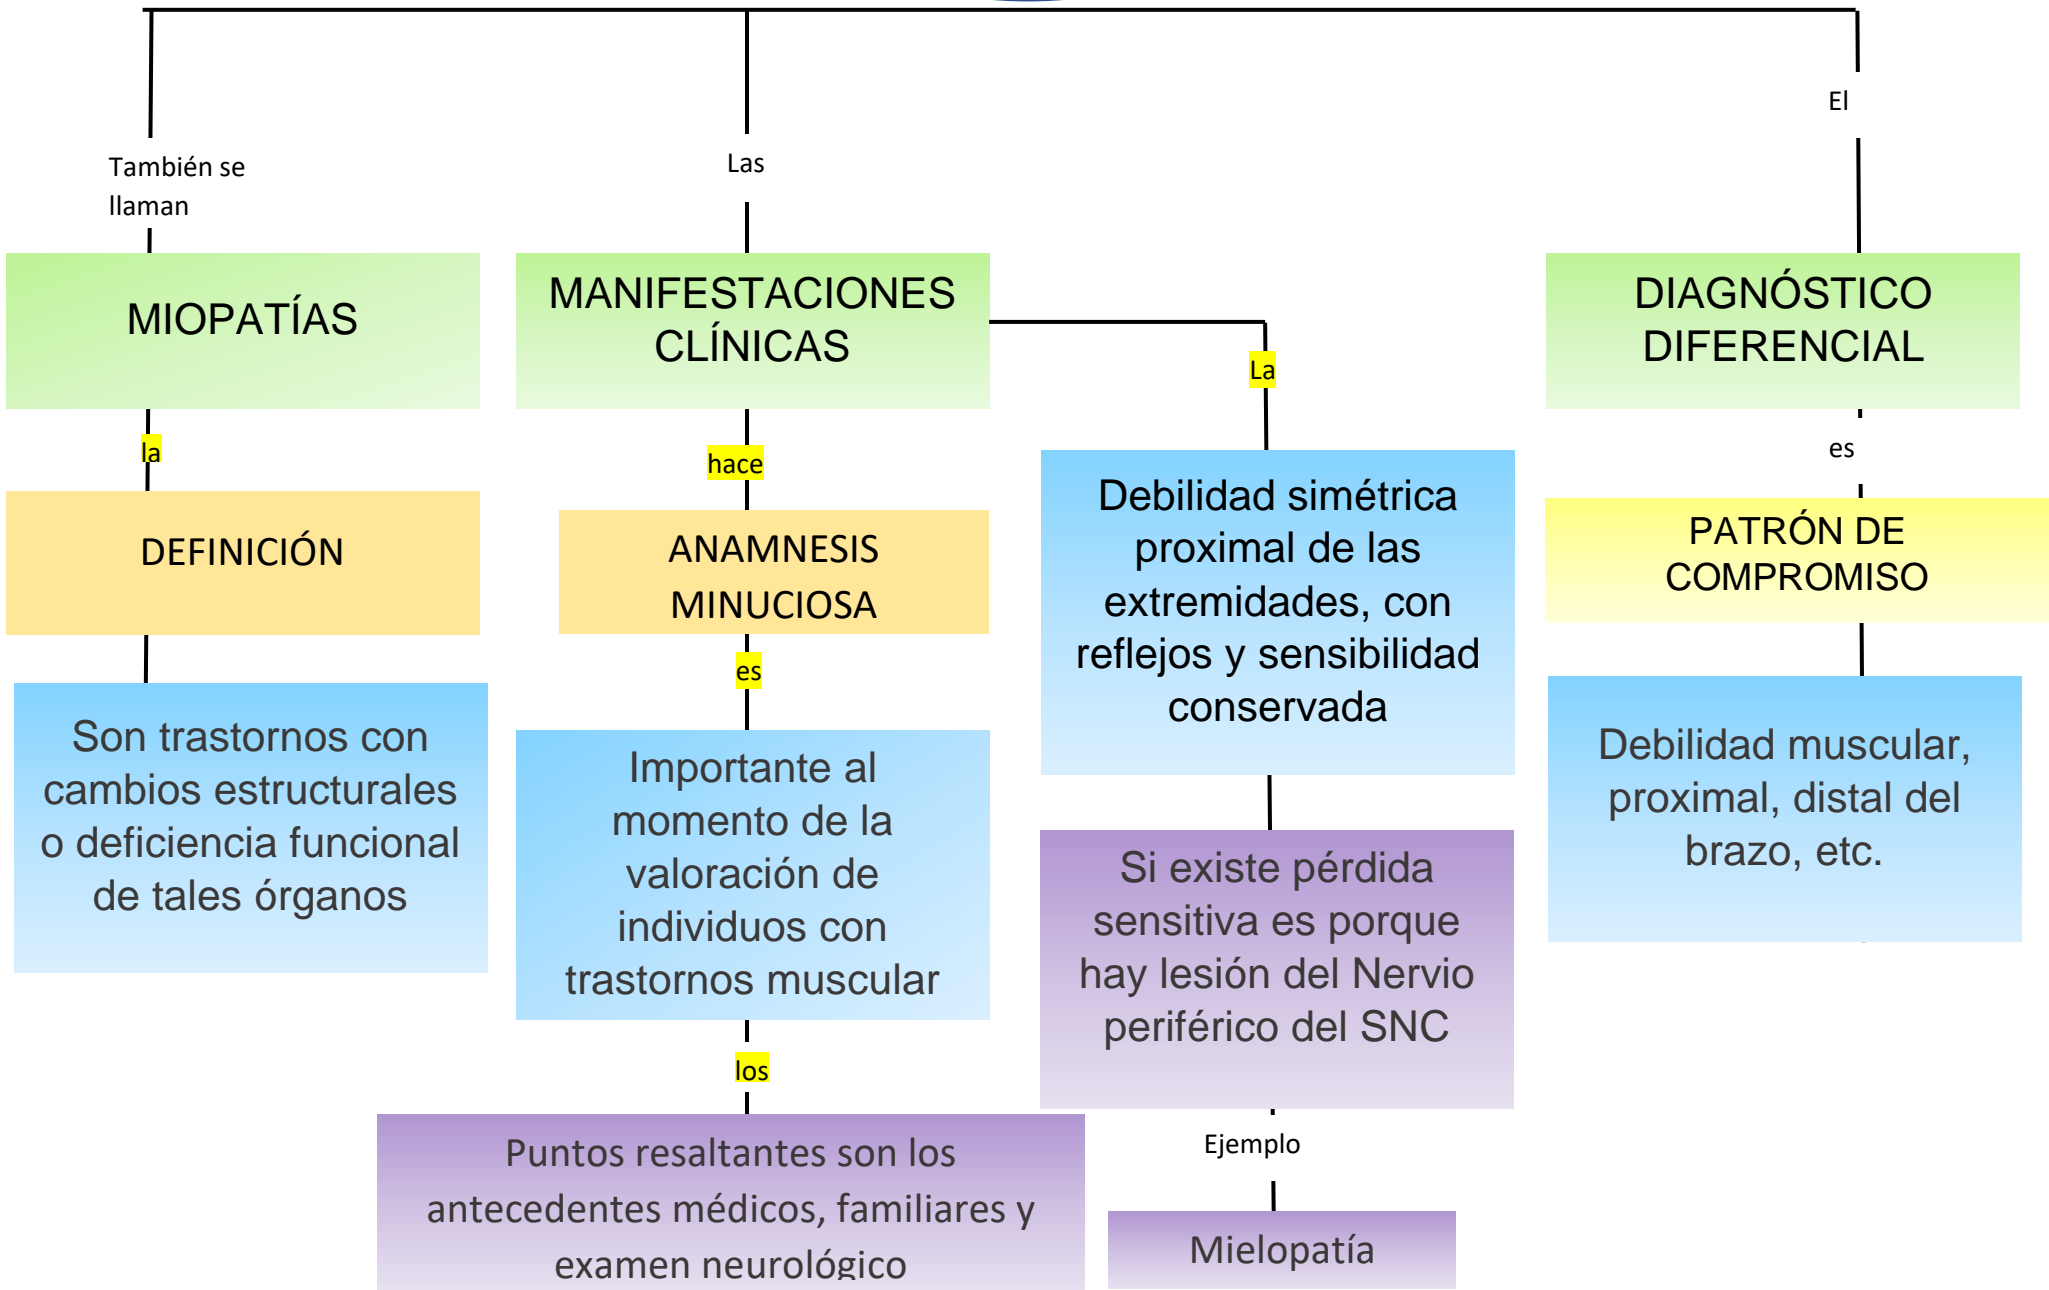 También se
llaman
MIOPATÍAS
la
DEFINICIÓN
Son trastornos con
cambios estructurales
o deficiencia funcional
de tales órganos
Las
MANIFESTACIONES
CLÍNICAS
hace
ANAMNESIS
MINUCIOSA
es
Importante al
momento de la
valoración de
individuos con
trastornos muscular
los
Puntos resaltantes son los
antecedentes médicos, familiares y
examen neurológico
La
Debilidad simétrica
proximal de las
extremidades, con
reflejos y sensibilidad
conservada
Si existe pérdida
sensitiva es porque
hay lesión del Nervio
periférico del SNC
Ejemplo
Mielopatía
El
DIAGNÓSTICO
DIFERENCIAL
es
PATRÓN DE
COMPROMISO
Debilidad muscular,
proximal, distal del
brazo, etc.